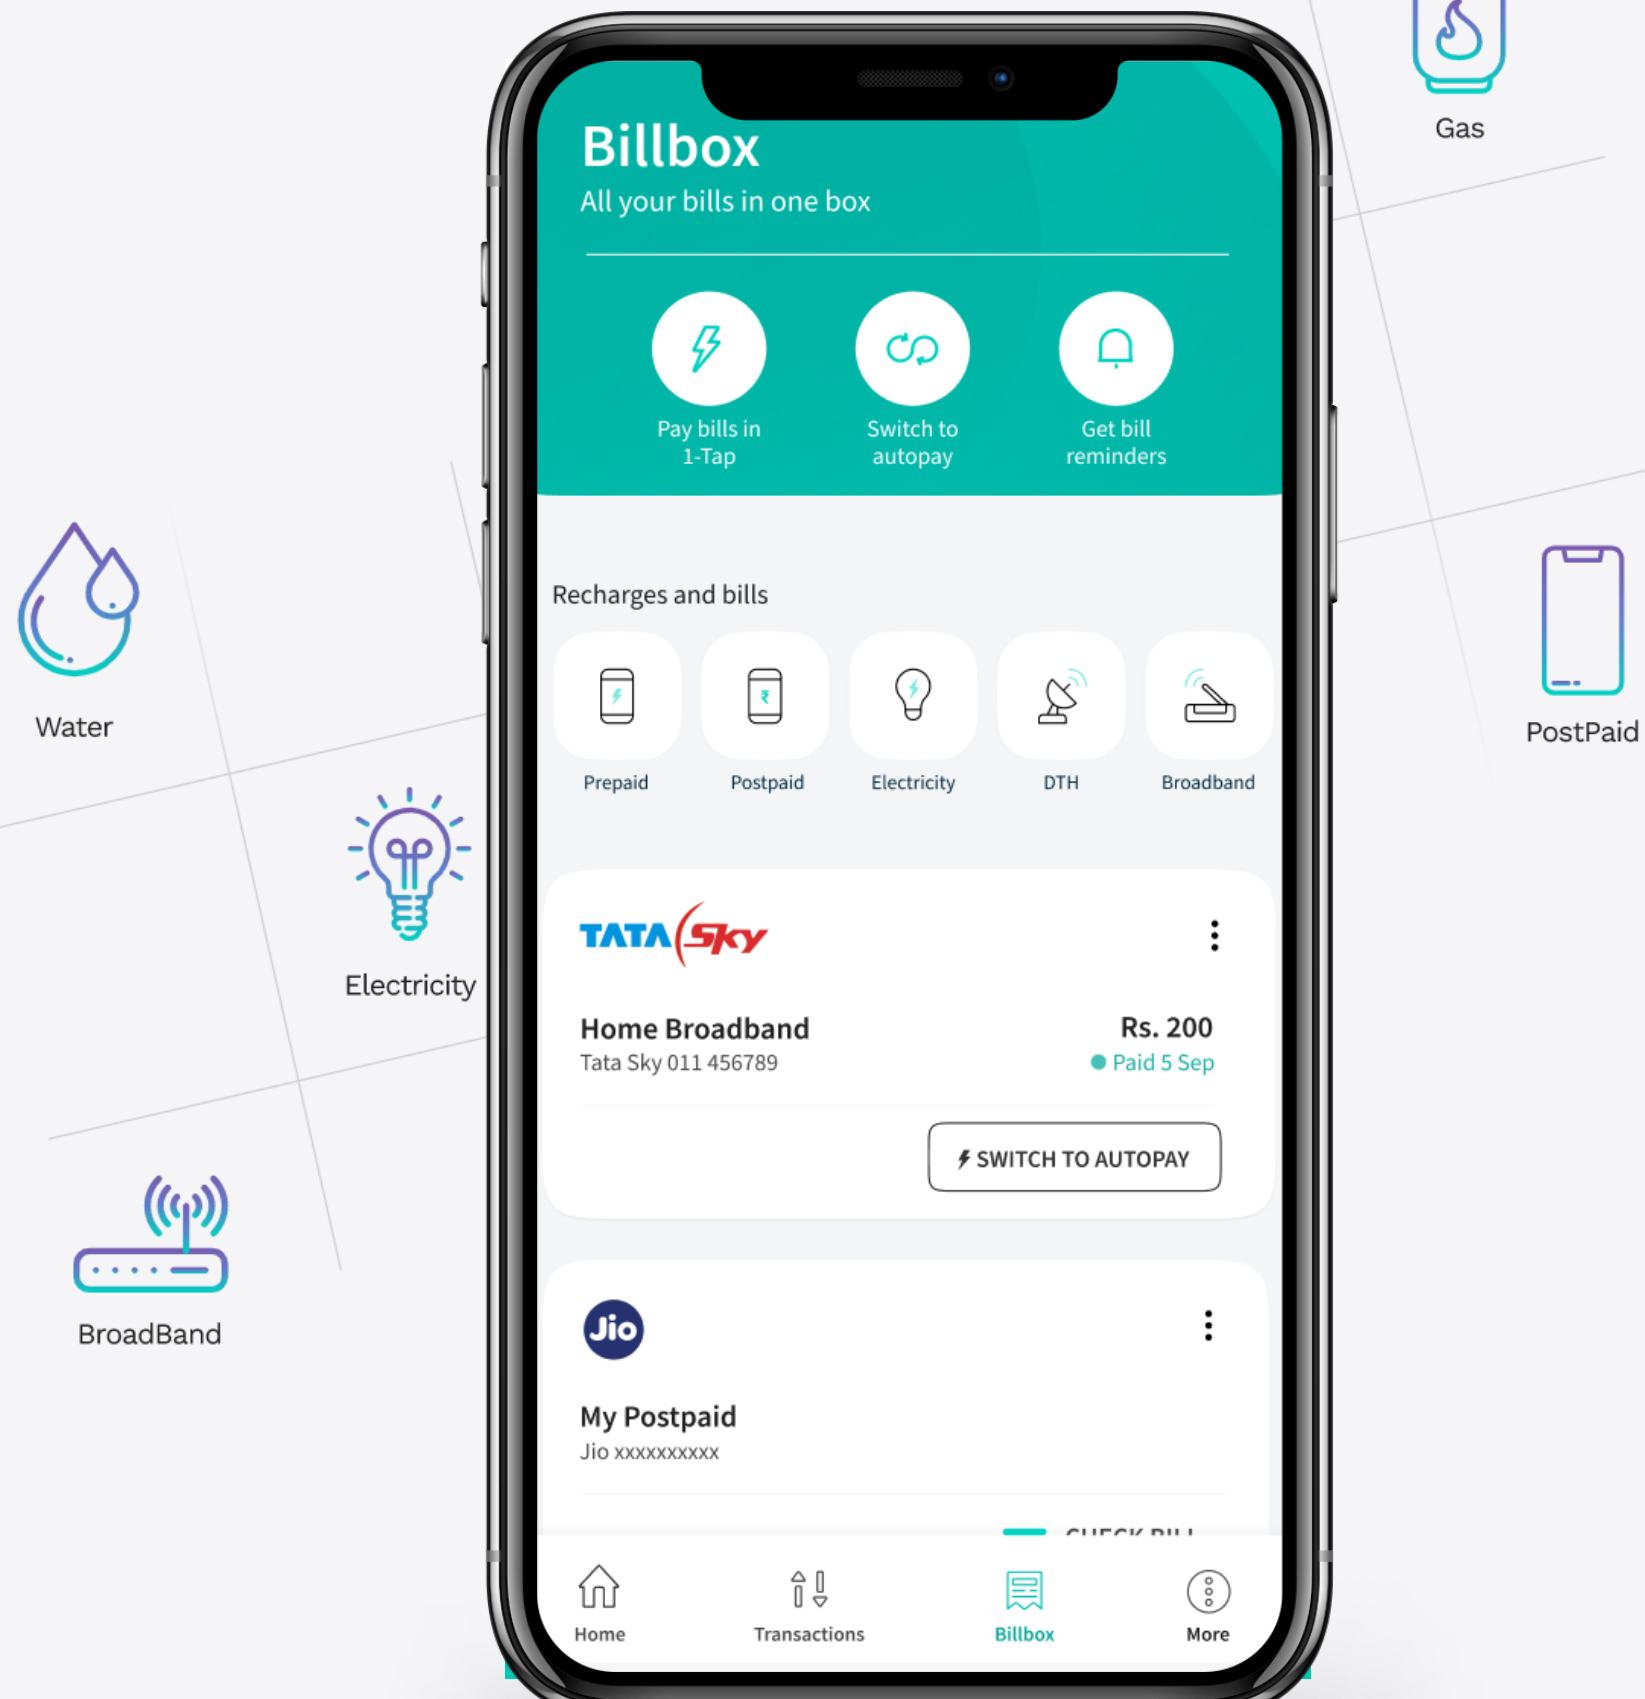 Gas
Billbox
All your bills in one box
Pay bills in
1-Tap
Switch to
autopay
Get bill
reminders
Water
Electricity
BroadBand
PostPaid
Recharges and bills
Prepaid
₹
Postpaid
Electricity
DTH
Broadband
TATA Sky
Home Broadband
Rs. 200
Tata Sky 011 456789
Paid 5 Sep
SWITCH TO AUTOPAY
Jio
My Postpaid
Jio xxxxxxxxxx
CHECK BILL
Home
Transactions
Billbox
More